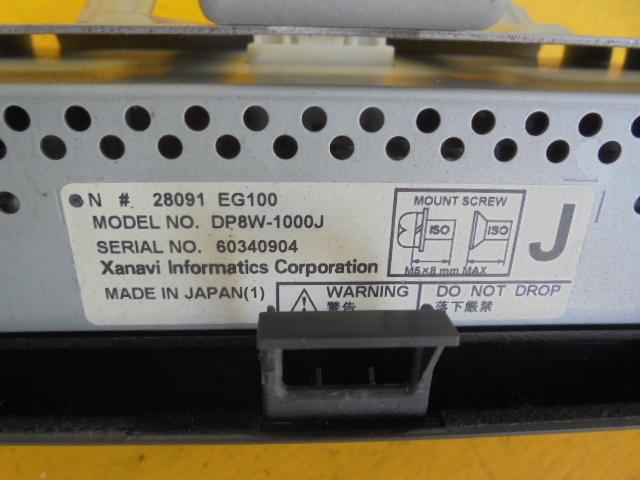 N # 28091 EG100
MODEL NO. DP8W-1000J
SERIAL NO. 60340904
Xanavi Informatics Corporation
MADE IN JAPAN(1)
MOUNT SCREW
ISO ISO
M5×8 mm MAX
J
WARNING
警告
DO NOT DROP
落下厳禁